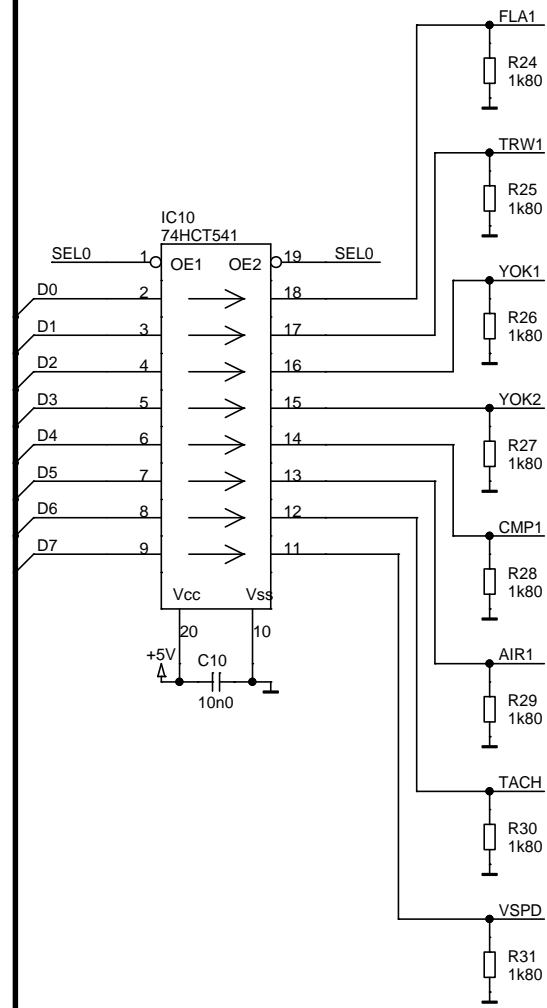 FLA1
R24
1k80
TRW1
R25
1k80
IC10
74HCT541
SEL0 1 OE1 OE2 19 SEL0
D0 2 18
YOK1
D1 3 17
R26
1k80
D2 4 16
D3 5 15 YOK2
D4 6 14
R27
1k80
D5 7 13
D6 8 12
CMP1
D7 9 11
R28
1k80
Vcc Vss
20 10
+5V C10
10n0
AIR1
R29
1k80
TACH
R30
1k80
VSPD
R31
1k80